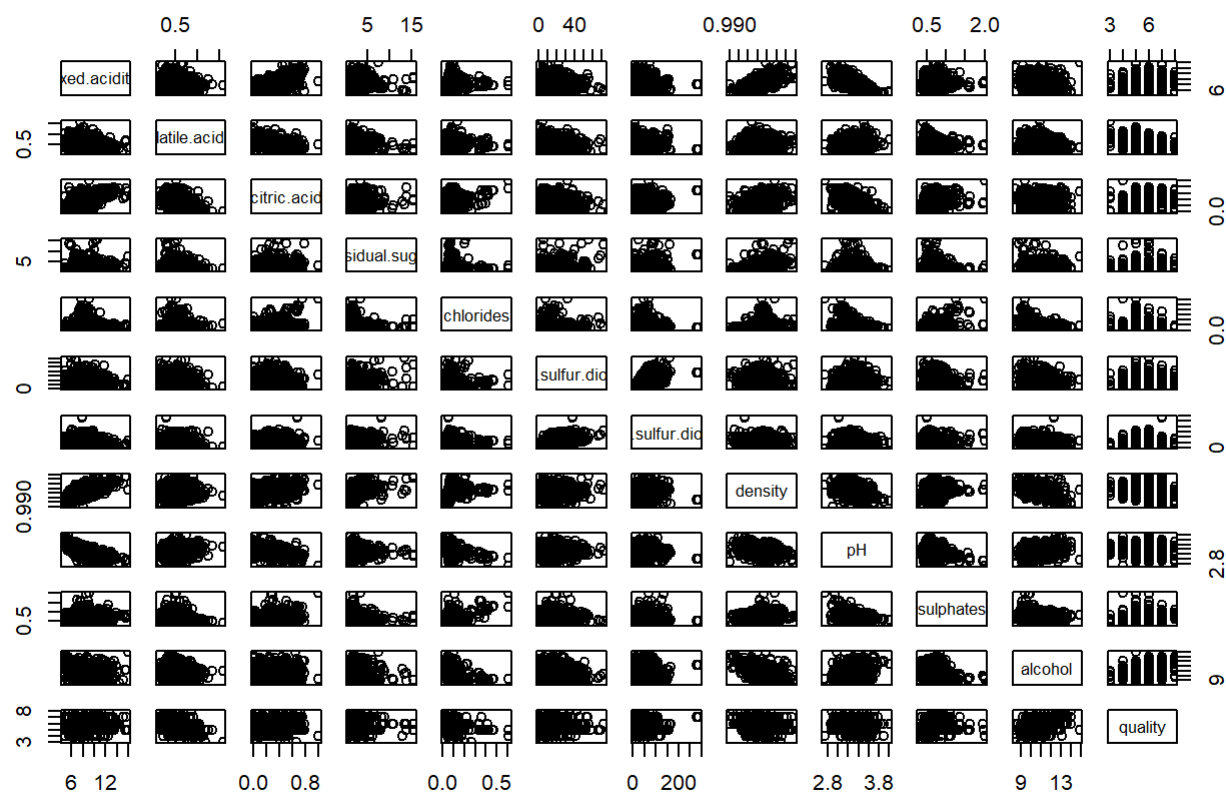 0.5 5 15 0 40 0.990 0.5 2.0 3 6
xed.acidit 6
0.5 latile.acid
citric.acid 0.0
5 sidual.sug
chlorides 0.0
0 .sulfur.dio
.sulfur.dio 0
0.990 density
pH 2.8
0.5 sulphates
alcohol 9
8 3 quality
6 12 0.0 0.8 0.0 0.5 0 200 2.8 3.8 9 13